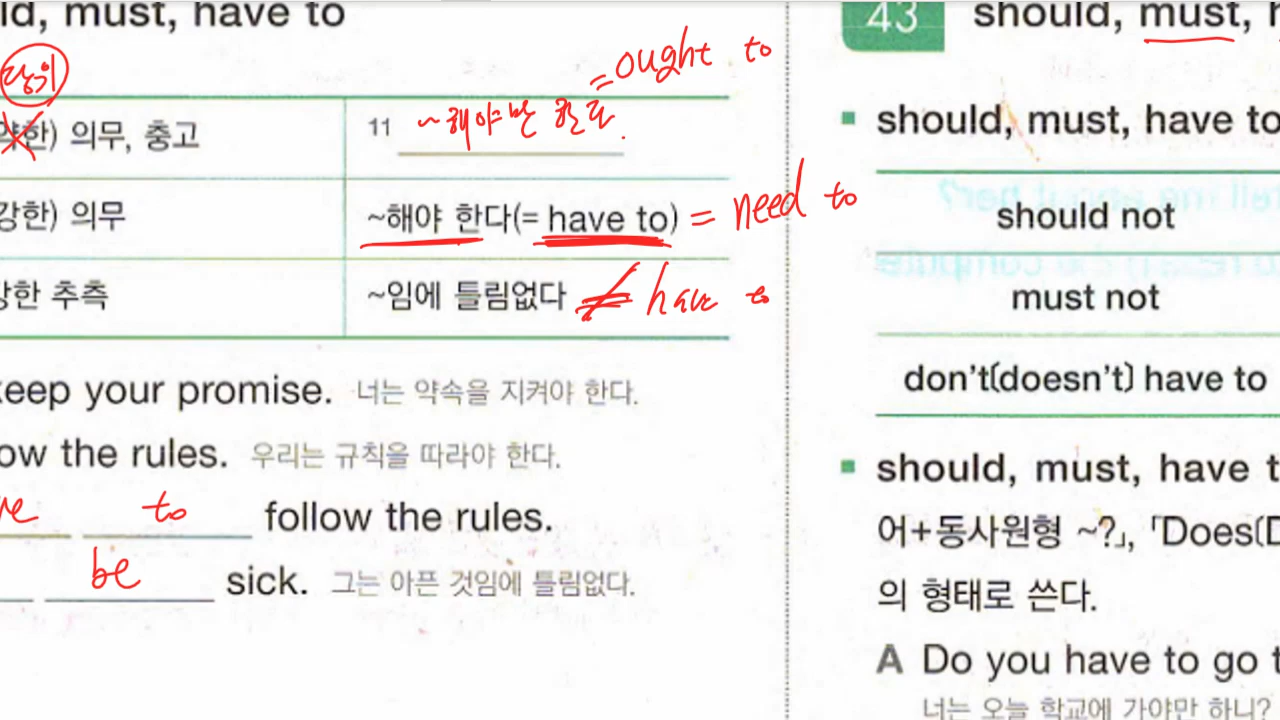 ld, must, have to
당위
= ought to
약한) 의무, 충고
11 ~해야만 한다.
강한) 의무
~해야 한다(= have to) = need to
강한 추측
~임에 틀림없다 ≠ have to
keep your promise. 너는 약속을 지켜야 한다.
ow the rules. 우리는 규칙을 따라야 한다.
ve to follow the rules.
be sick. 그는 아픈 것임에 틀림없다.
43 should, must, h
should, must, have to
should not
must not
don't(doesn't) have to
should, must, have t
어+동사원형 ~?」, 「Does(D
의 형태로 쓴다.
A Do you have to go t
너는 오늘 학교에 가야만 하니?